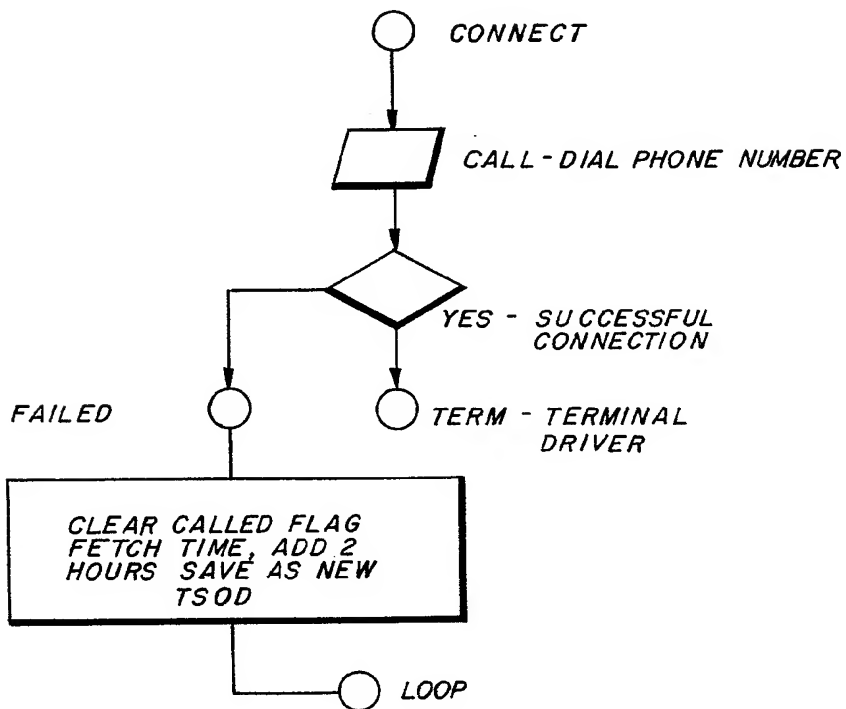 CONNECT
CALL-DIAL PHONE NUMBER
YES - SUCCESSFUL
CONNECTION
FAILED
TERM - TERMINAL
DRIVER
CLEAR CALLED FLAG
FETCH TIME, ADD 2
HOURS SAVE AS NEW
TSOD
LOOP